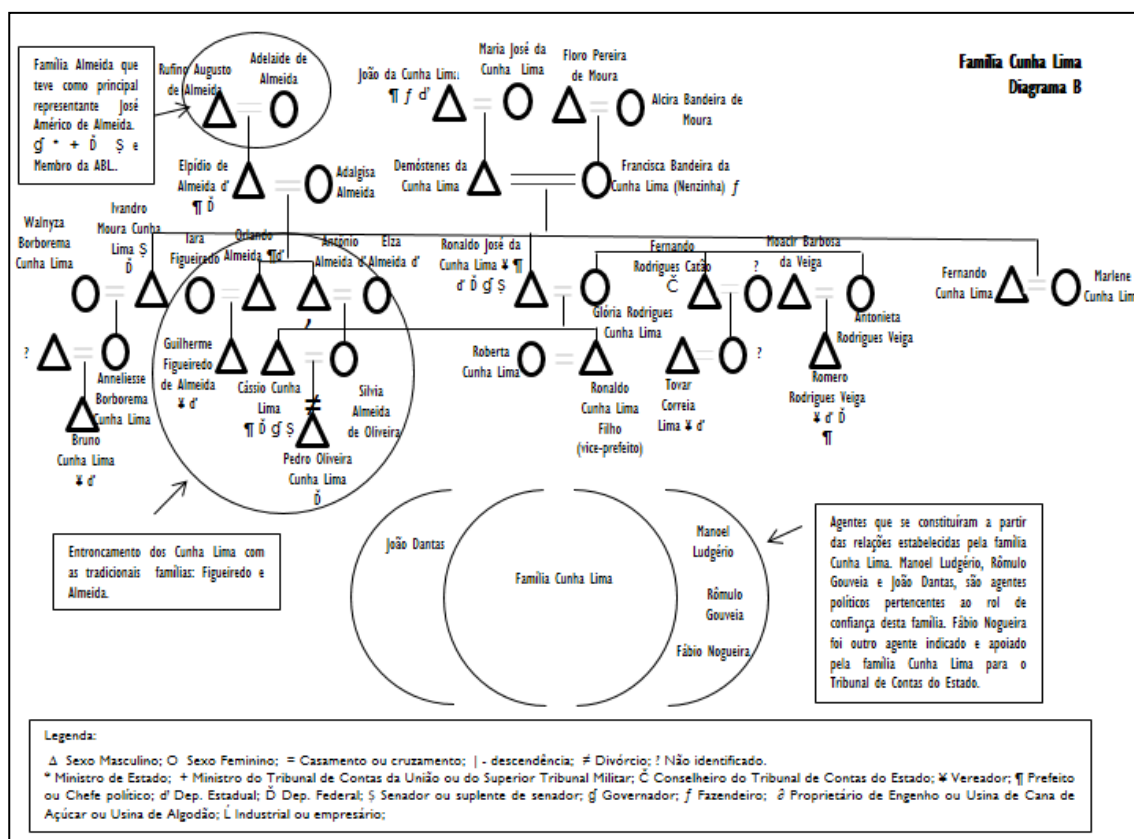 Família Cunha Lima
Diagrama B
Família Almeida que
teve como principal
representante José
Américo de Almeida.
ɠ * + Ď Ș e
Membro da ABL.
Rufino Augusto
de Almeida
Adelaide de
Almeida
João da Cunha Lima
¶ ƒ ď
Maria José da
Cunha Lima
Floro Pereira
de Moura
Alcira Bandeira de
Moura
Elpídio de
Almeida ď
¶ Ď
Adalgisa
Almeida
Demóstenes da
Cunha Lima
Francisca Bandeira da
Cunha Lima (Nenzinha) ƒ
Walnyza
Borborema
Cunha Lima
Ivandro
Moura Cunha
Lima Ș
Ď
Iara
Figueiredo
Orlando
Almeida ¶ď
Antônio
Almeida ď
Elza
Almeida ď
Ronaldo José da
Cunha Lima ¥ ¶
ď Ď ɠ Ș
Glória Rodrigues
Cunha Lima
Fernando
Rodrigues Catão
Č
?
Moacir Barbosa
da Veiga
Antonieta
Rodrigues Veiga
Fernando
Cunha Lima
Marlene
Cunha Lima
?
Anneliesse
Borborema
Cunha Lima
Guilherme
Figueiredo
de Almeida
¥ ď
Cássio Cunha
Lima
¶ Ď ɠ Ș
Silvia
Almeida
de Oliveira
Roberta
Cunha Lima
Ronaldo
Cunha Lima
Filho
(vice-prefeito)
Tovar
Correia
Lima ¥ ď
?
Romero
Rodrigues Veiga
¥ ď Ď
¶
Bruno
Cunha Lima
¥ ď
Pedro Oliveira
Cunha Lima
Ď
Entroncamento dos Cunha Lima com
as tradicionais famílias: Figueiredo e
Almeida.
João Dantas
Família Cunha Lima
Manoel
Ludgério
Rômulo
Gouveia
Fábio Nogueira
Agentes que se constituíram a partir
das relações estabelecidas pela família
Cunha Lima. Manoel Ludgério, Rômulo
Gouveia e João Dantas, são agentes
políticos pertencentes ao rol de
confiança desta família. Fábio Nogueira
foi outro agente indicado e apoiado
pela família Cunha Lima para o
Tribunal de Contas do Estado.
Legenda:
Δ Sexo Masculino; O Sexo Feminino; = Casamento ou cruzamento; | - descendência; ≠ Divórcio; ? Não identificado.
* Ministro de Estado; + Ministro do Tribunal de Contas da União ou do Superior Tribunal Militar; Č Conselheiro do Tribunal de Contas do Estado; ¥ Vereador; ¶ Prefeito
ou Chefe político; ď Dep. Estadual; Ď Dep. Federal; Ș Senador ou suplente de senador; ɠ Governador; ƒ Fazendeiro; ∂ Proprietário de Engenho ou Usina de Cana de
Açúcar ou Usina de Algodão; Ĺ Industrial ou empresário;